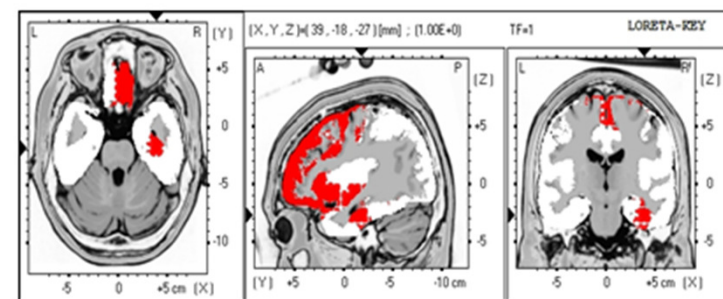 L R (Y)
(X,Y,Z)=(39,-18,-27)[mm] ; (1.00E+0) TF=1 LORETA-KEY
+5
0
-5
-10
-5 0 +5 cm (X)
A P (Z)
+5
0
-5
(Y) +5 0 -5 -10 cm
L R (Z)
+5
0
-5
-5 0 +5 cm (X)